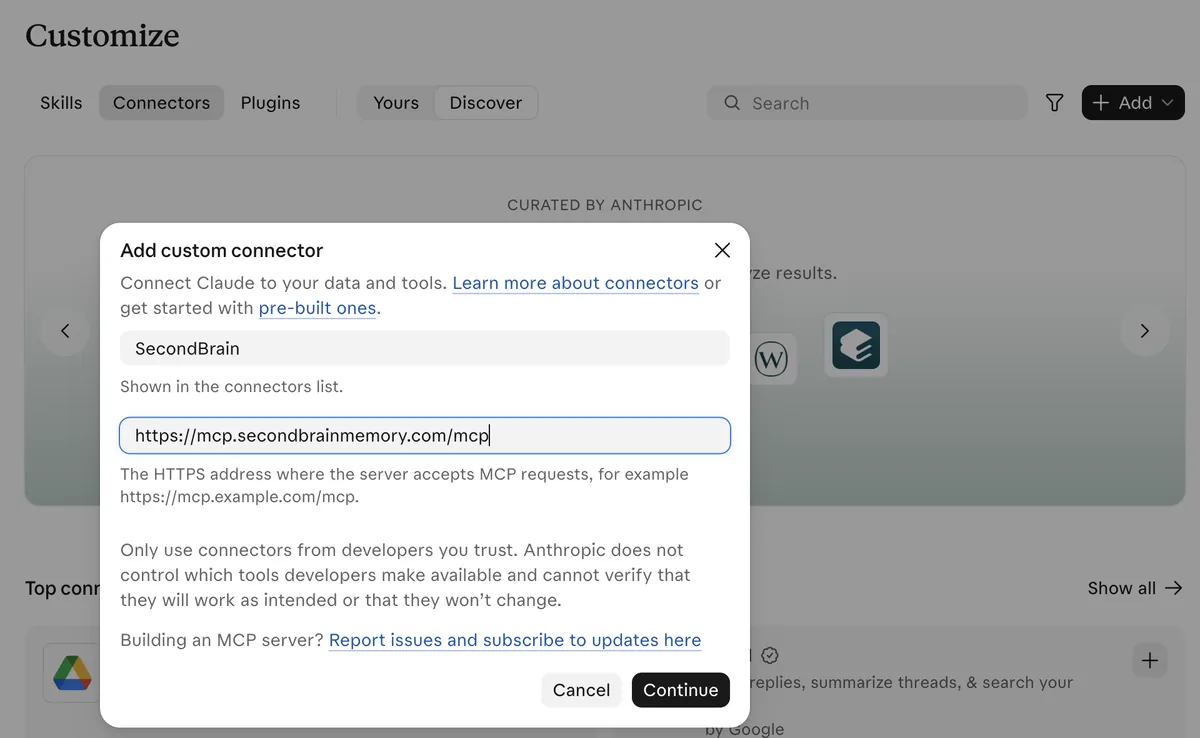 Customize
Skills
Connectors
Plugins
Yours
Discover
Search
Add
CURATED BY ANTHROPIC
results.
Add custom connector
Connect Claude to your data and tools. Learn more about connectors or
get started with pre-built ones.
SecondBrain
Shown in the connectors list.
https://mcp.secondbrainmemory.com/mcp
The HTTPS address where the server accepts MCP requests, for example
https://mcp.example.com/mcp.
Only use connectors from developers you trust. Anthropic does not
control which tools developers make available and cannot verify that
they will work as intended or that they won’t change.
Building an MCP server? Report issues and subscribe to updates here
Cancel
Continue
W
Top
Show all
replies, summarize threads, & search your
by Google